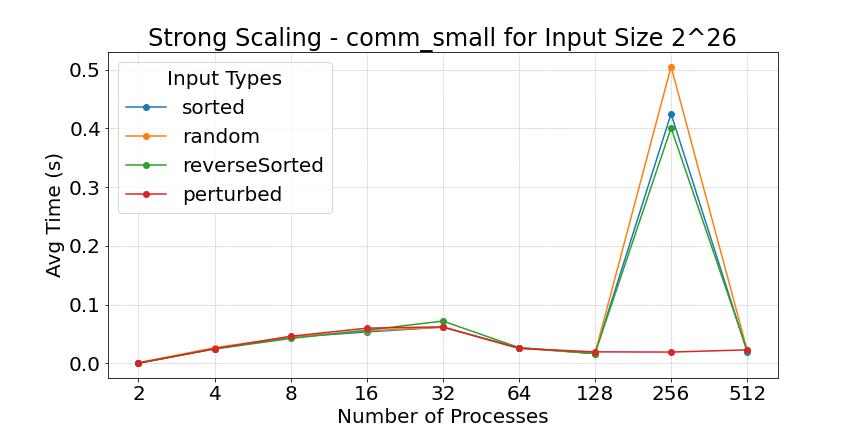 Strong Scaling - comm_small for Input Size 2^26
Avg Time (s)
0.5
0.4
0.3
0.2
0.1
0.0
Input Types
sorted
random
reverseSorted
perturbed
2 4 8 16 32 64 128 256 512
Number of Processes